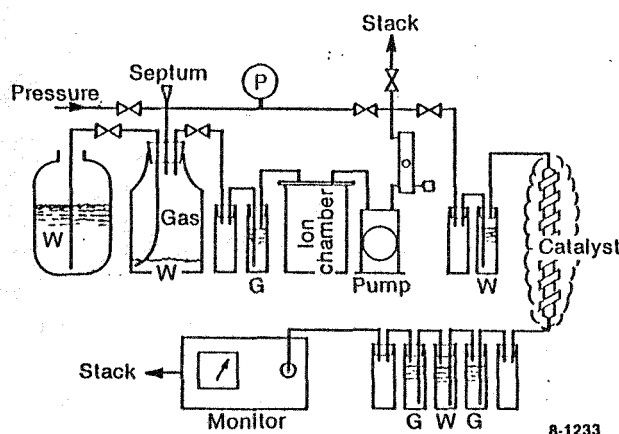 Stack
Septum
P
Pressure
Gas
W
W
G
Ion
chamber
Pump
W
Catalyst
Stack
Monitor
G W G
8-1233